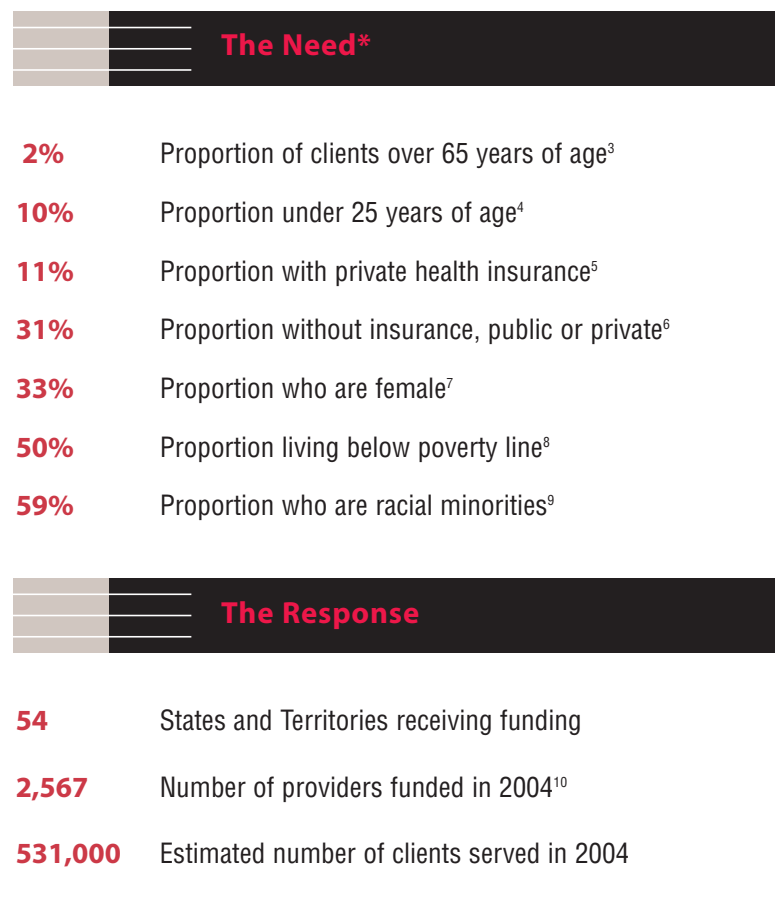 The Need*
2% Proportion of clients over 65 years of age³
10% Proportion under 25 years of age⁴
11% Proportion with private health insurance⁵
31% Proportion without insurance, public or private⁶
33% Proportion who are female⁷
50% Proportion living below poverty line⁸
59% Proportion who are racial minorities⁹
The Response
54 States and Territories receiving funding
2,567 Number of providers funded in 2004¹⁰
531,000 Estimated number of clients served in 2004